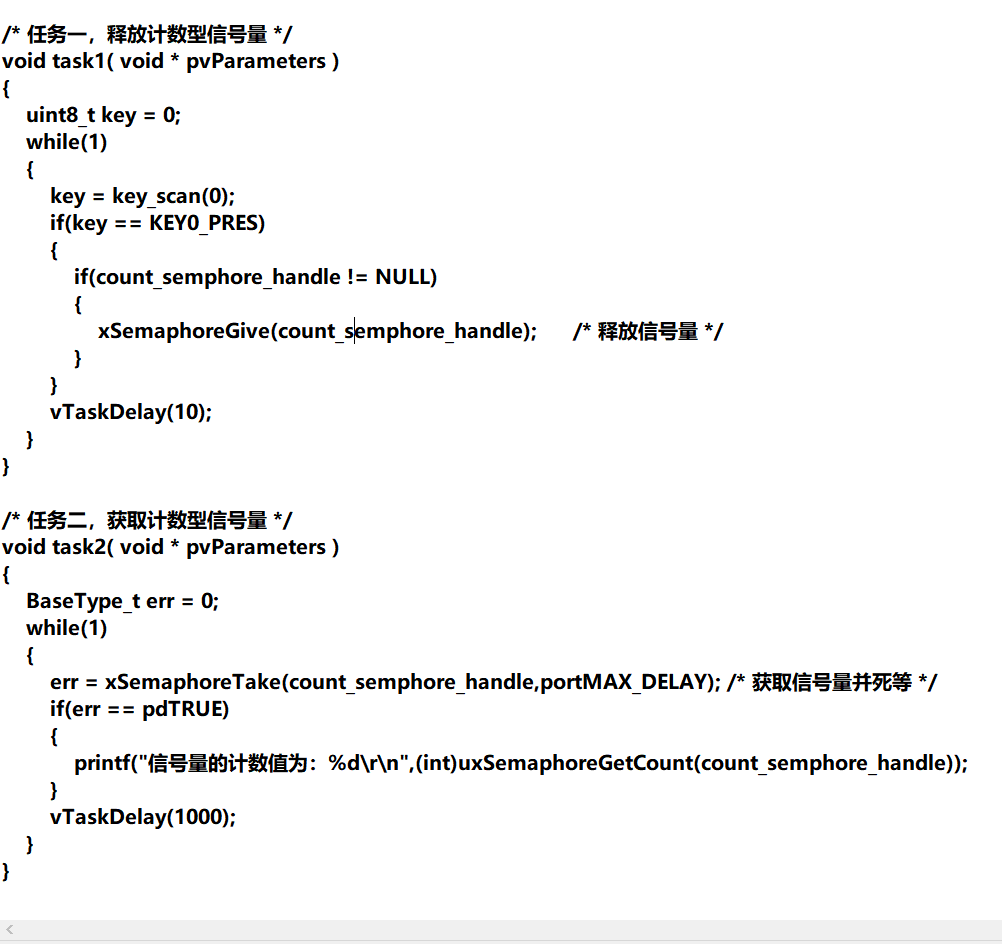 /* 任务一，释放计数型信号量 */
void task1( void * pvParameters )
{
    uint8_t key = 0;
    while(1)
    {
        key = key_scan(0);
        if(key == KEY0_PRES)
        {
            if(count_semphore_handle != NULL)
            {
                xSemaphoreGive(count_semphore_handle);      /* 释放信号量 */
            }
        }
        vTaskDelay(10);
    }
}
/* 任务二，获取计数型信号量 */
void task2( void * pvParameters )
{
    BaseType_t err = 0;
    while(1)
    {
        err = xSemaphoreTake(count_semphore_handle,portMAX_DELAY); /* 获取信号量并死等 */
        if(err == pdTRUE)
        {
            printf("信号量的计数值为：%d\r\n",(int)uxSemaphoreGetCount(count_semphore_handle));
        }
        vTaskDelay(1000);
    }
}